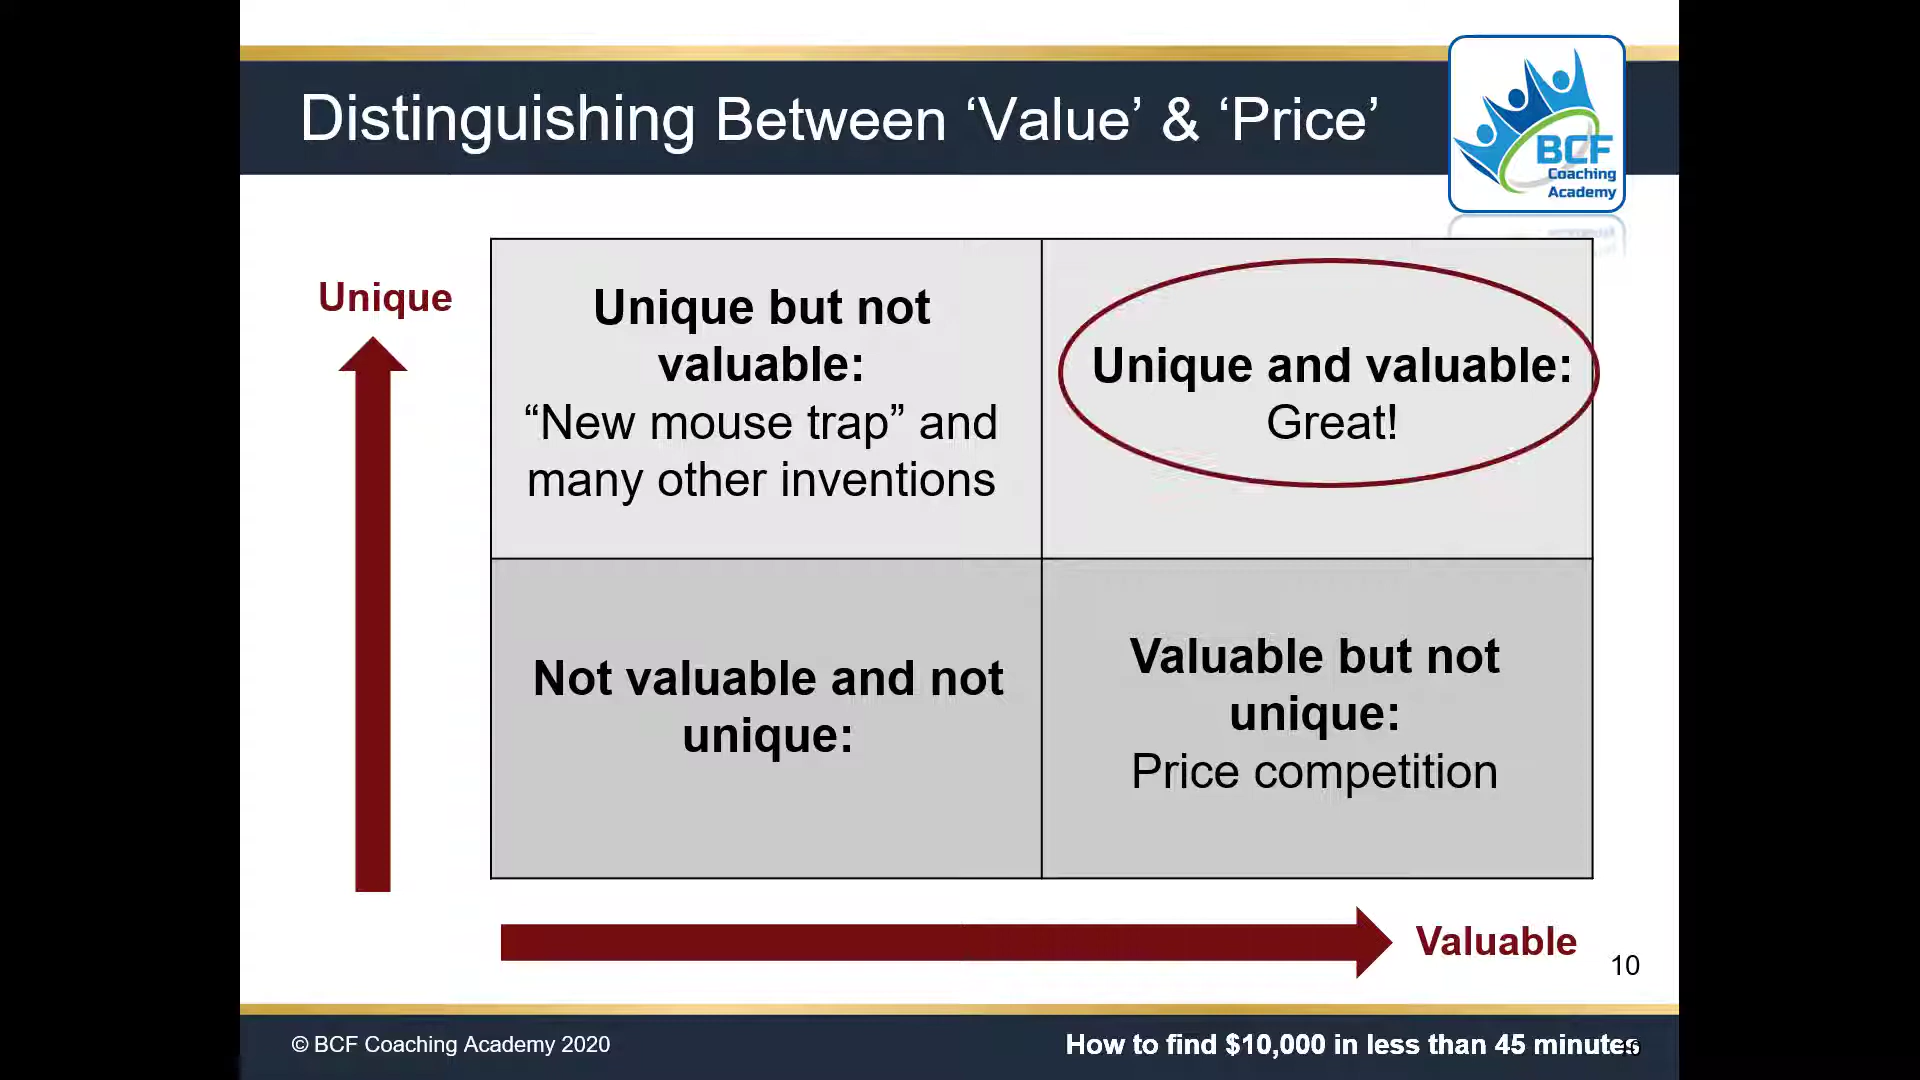 Distinguishing Between ‘Value’ & ‘Price’
BCF
Coaching
Academy
Unique
Unique but not
valuable:
“New mouse trap” and
many other inventions
Unique and valuable:
Great!
Not valuable and not
unique:
Valuable but not
unique:
Price competition
Valuable
10
© BCF Coaching Academy 2020
How to find $10,000 in less than 45 minutes